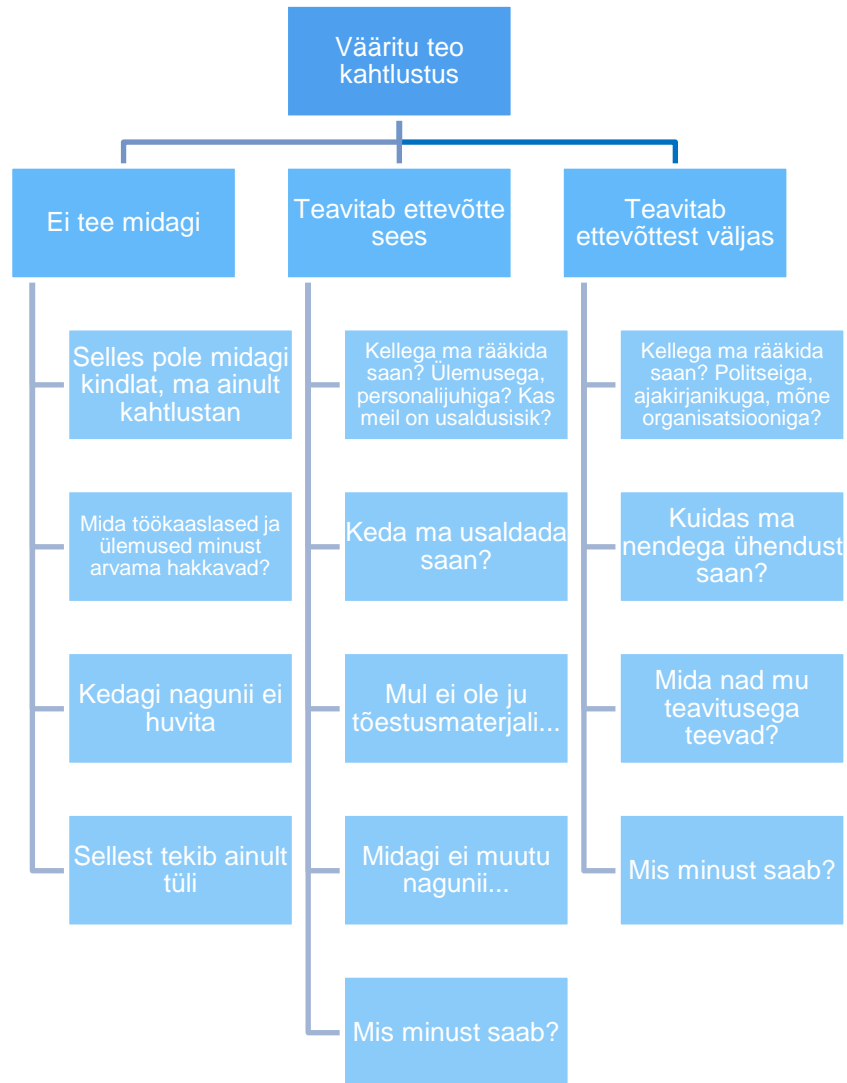 Vääritu teo
kahtlustus
Ei tee midagi
Teavitab ettevõtte
sees
Teavitab
ettevõttest väljas
Selles pole midagi
kindlat, ma ainult
kahtlustan
Mida töökaaslased ja
ülemused minust
arvama hakkavad?
Kedagi nagunii ei
huvita
Sellest tekib ainult
tüli
Kellega ma rääkida
saan? Ülemusega,
personalijuhiga? Kas
meil on usaldusisik?
Keda ma usaldada
saan?
Mul ei ole ju
tõestusmaterjali...
Midagi ei muutu
nagunii...
Mis minust saab?
Kellega ma rääkida
saan? Politseiga,
ajakirjanikuga, mõne
organisatsiooniga?
Kuidas ma
nendega ühendust
saan?
Mida nad mu
teavitusega
teevad?
Mis minust saab?